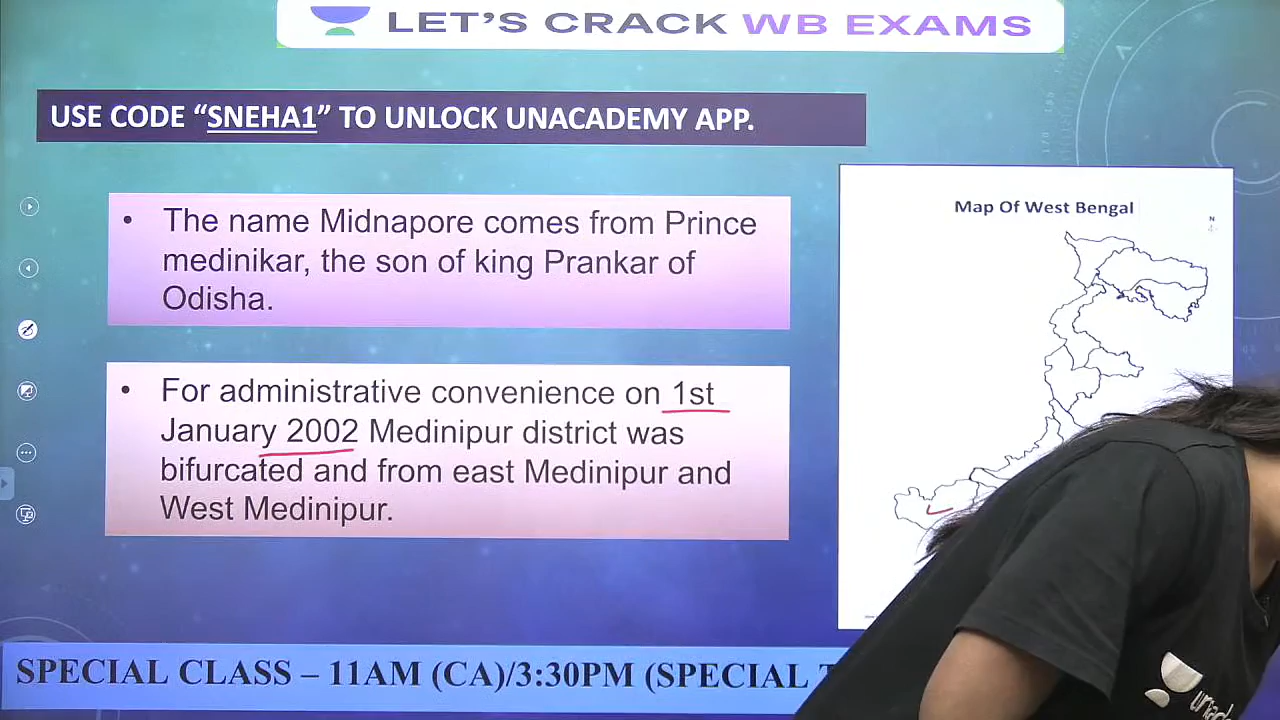 LET'S CRACK WB EXAMS
USE CODE “SNEHA1” TO UNLOCK UNACADEMY APP.
• The name Midnapore comes from Prince
medinikar, the son of king Prankar of
Odisha.
• For administrative convenience on 1st
January 2002 Medinipur district was
bifurcated and from east Medinipur and
West Medinipur.
Map Of West Bengal
N
SPECIAL CLASS – 11AM (CA)/3:30PM (SPECIAL